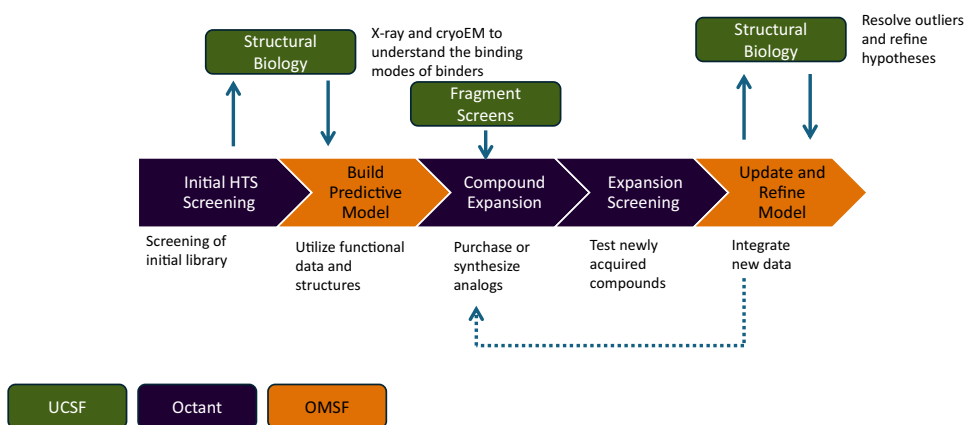 Structural
Biology
X-ray and cryoEM to
understand the binding
modes of binders
Fragment
Screens
Structural
Biology
Resolve outliers
and refine
hypotheses
Initial HTS
Screening
Build
Predictive
Model
Compound
Expansion
Expansion
Screening
Update and
Refine
Model
Screening of
initial library
Utilize functional
data and
structures
Purchase or
synthesize
analogs
Test newly
acquired
compounds
Integrate
new data
UCSF
Octant
OMSF